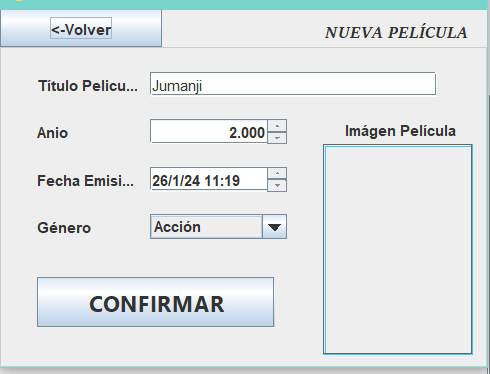 <-Volver
NUEVA PELÍCULA
Título Pelicu...
Jumanji
Anio
2.000
Imágen Película
Fecha Emisi...
26/1/24 11:19
Género
Acción
CONFIRMAR